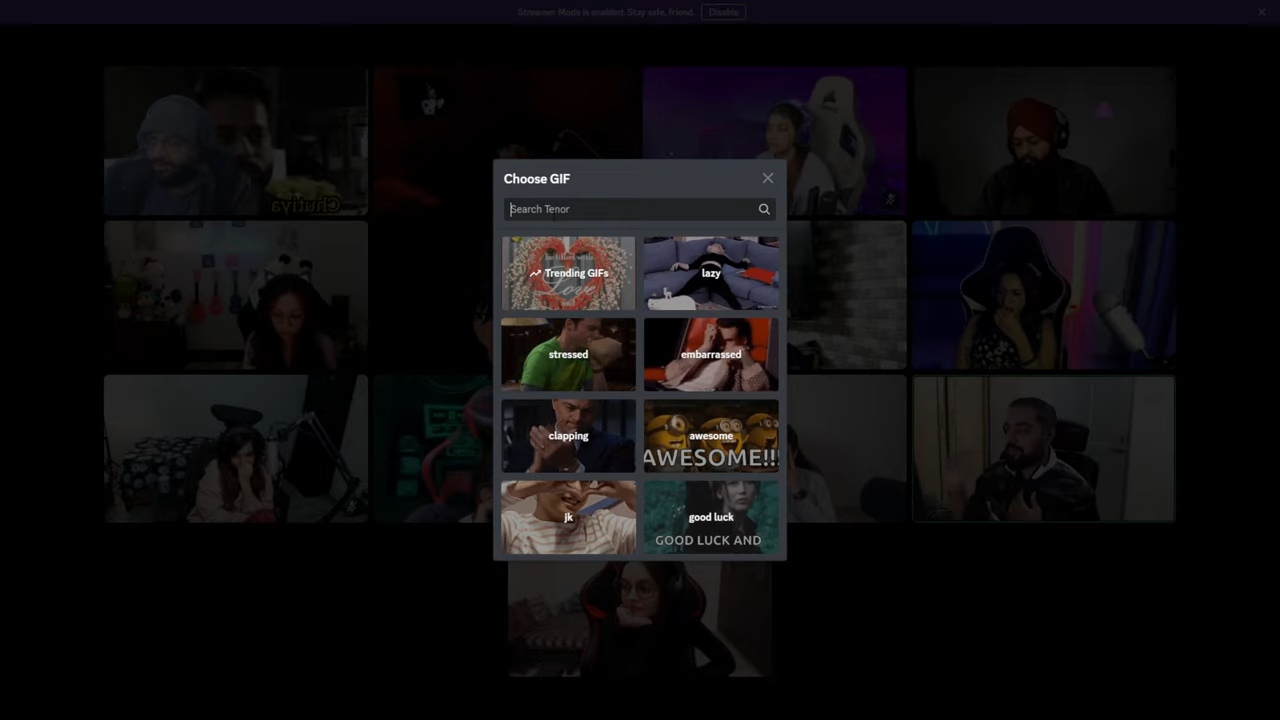 Streamer Mode is enabled. Stay safe, friend.
Disable
Choose GIF
Search Tenor
Trending GIFs
lazy
stressed
embarrassed
clapping
awesome
AWESOME!!!
jk
good luck
GOOD LUCK AND
Chutiya